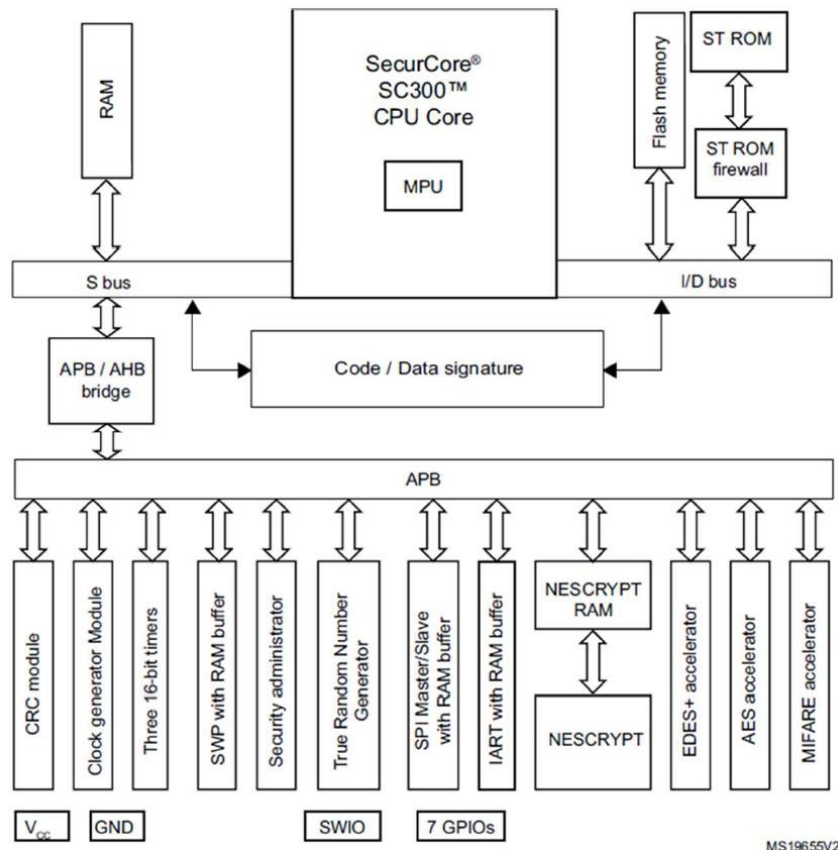 RAM
SecurCore®
SC300™
CPU Core
MPU
Flash memory
ST ROM
ST ROM
firewall
S bus
I/D bus
APB / AHB
bridge
Code / Data signature
APB
CRC module
Clock generator Module
Three 16-bit timers
SWP with RAM buffer
Security administrator
True Random Number
Generator
SPI Master/Slave
with RAM buffer
IART with RAM buffer
NESCRYPT
RAM
NESCRYPT
EDES+ accelerator
AES accelerator
MIFARE accelerator
VCC
GND
SWIO
7 GPIOs
MS19655V2